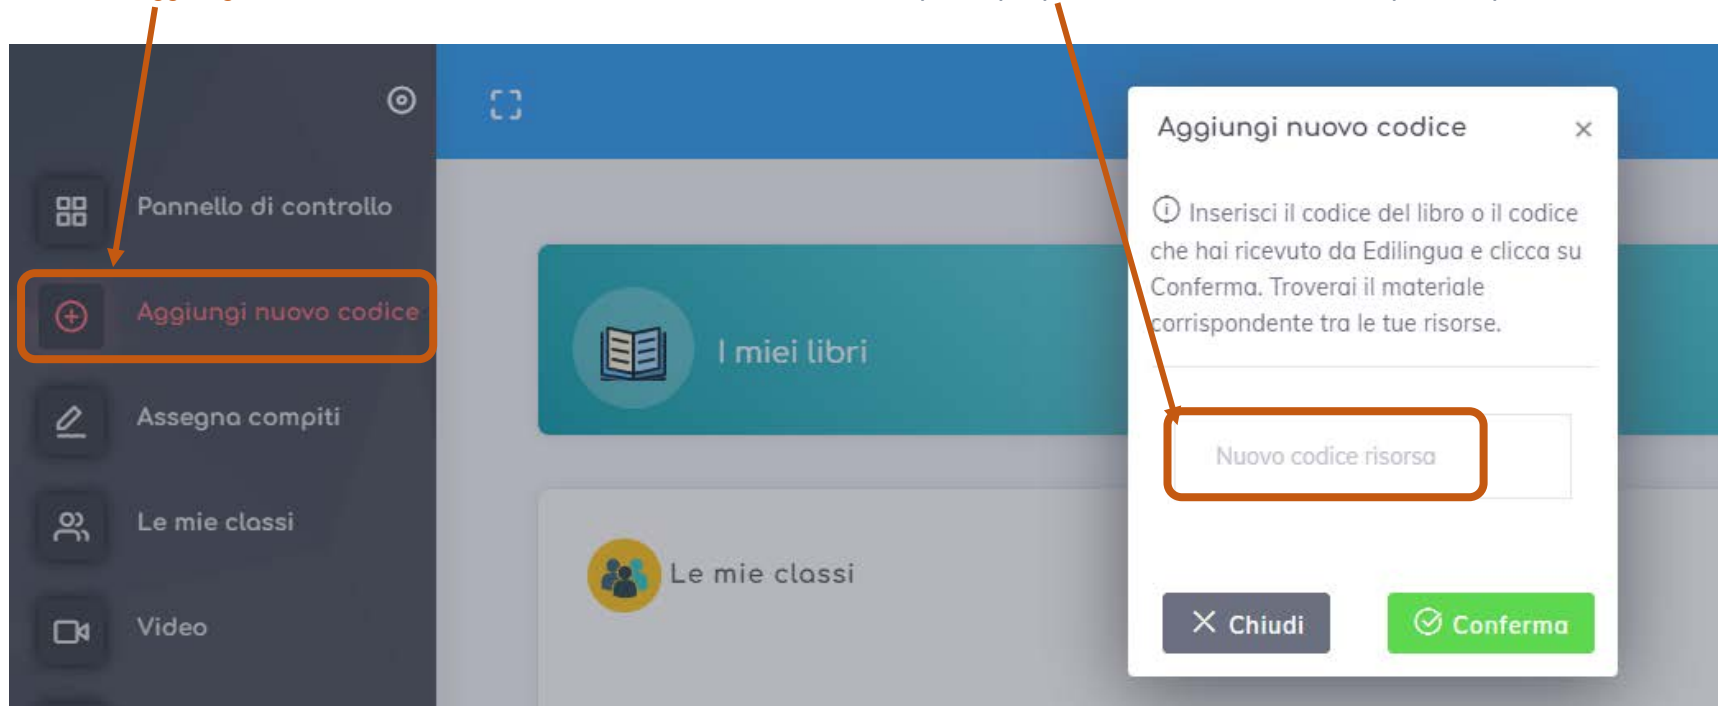 Pannello di controllo
Aggiungi nuovo codice
Assegna compiti
Le mie classi
Video
I miei libri
Le mie classi
Aggiungi nuovo codice ×
Inserisci il codice del libro o il codice
che hai ricevuto da Edilingua e clicca su
Conferma. Troverai il materiale
corrispondente tra le tue risorse.
Nuovo codice risorsa
Chiudi
Conferma